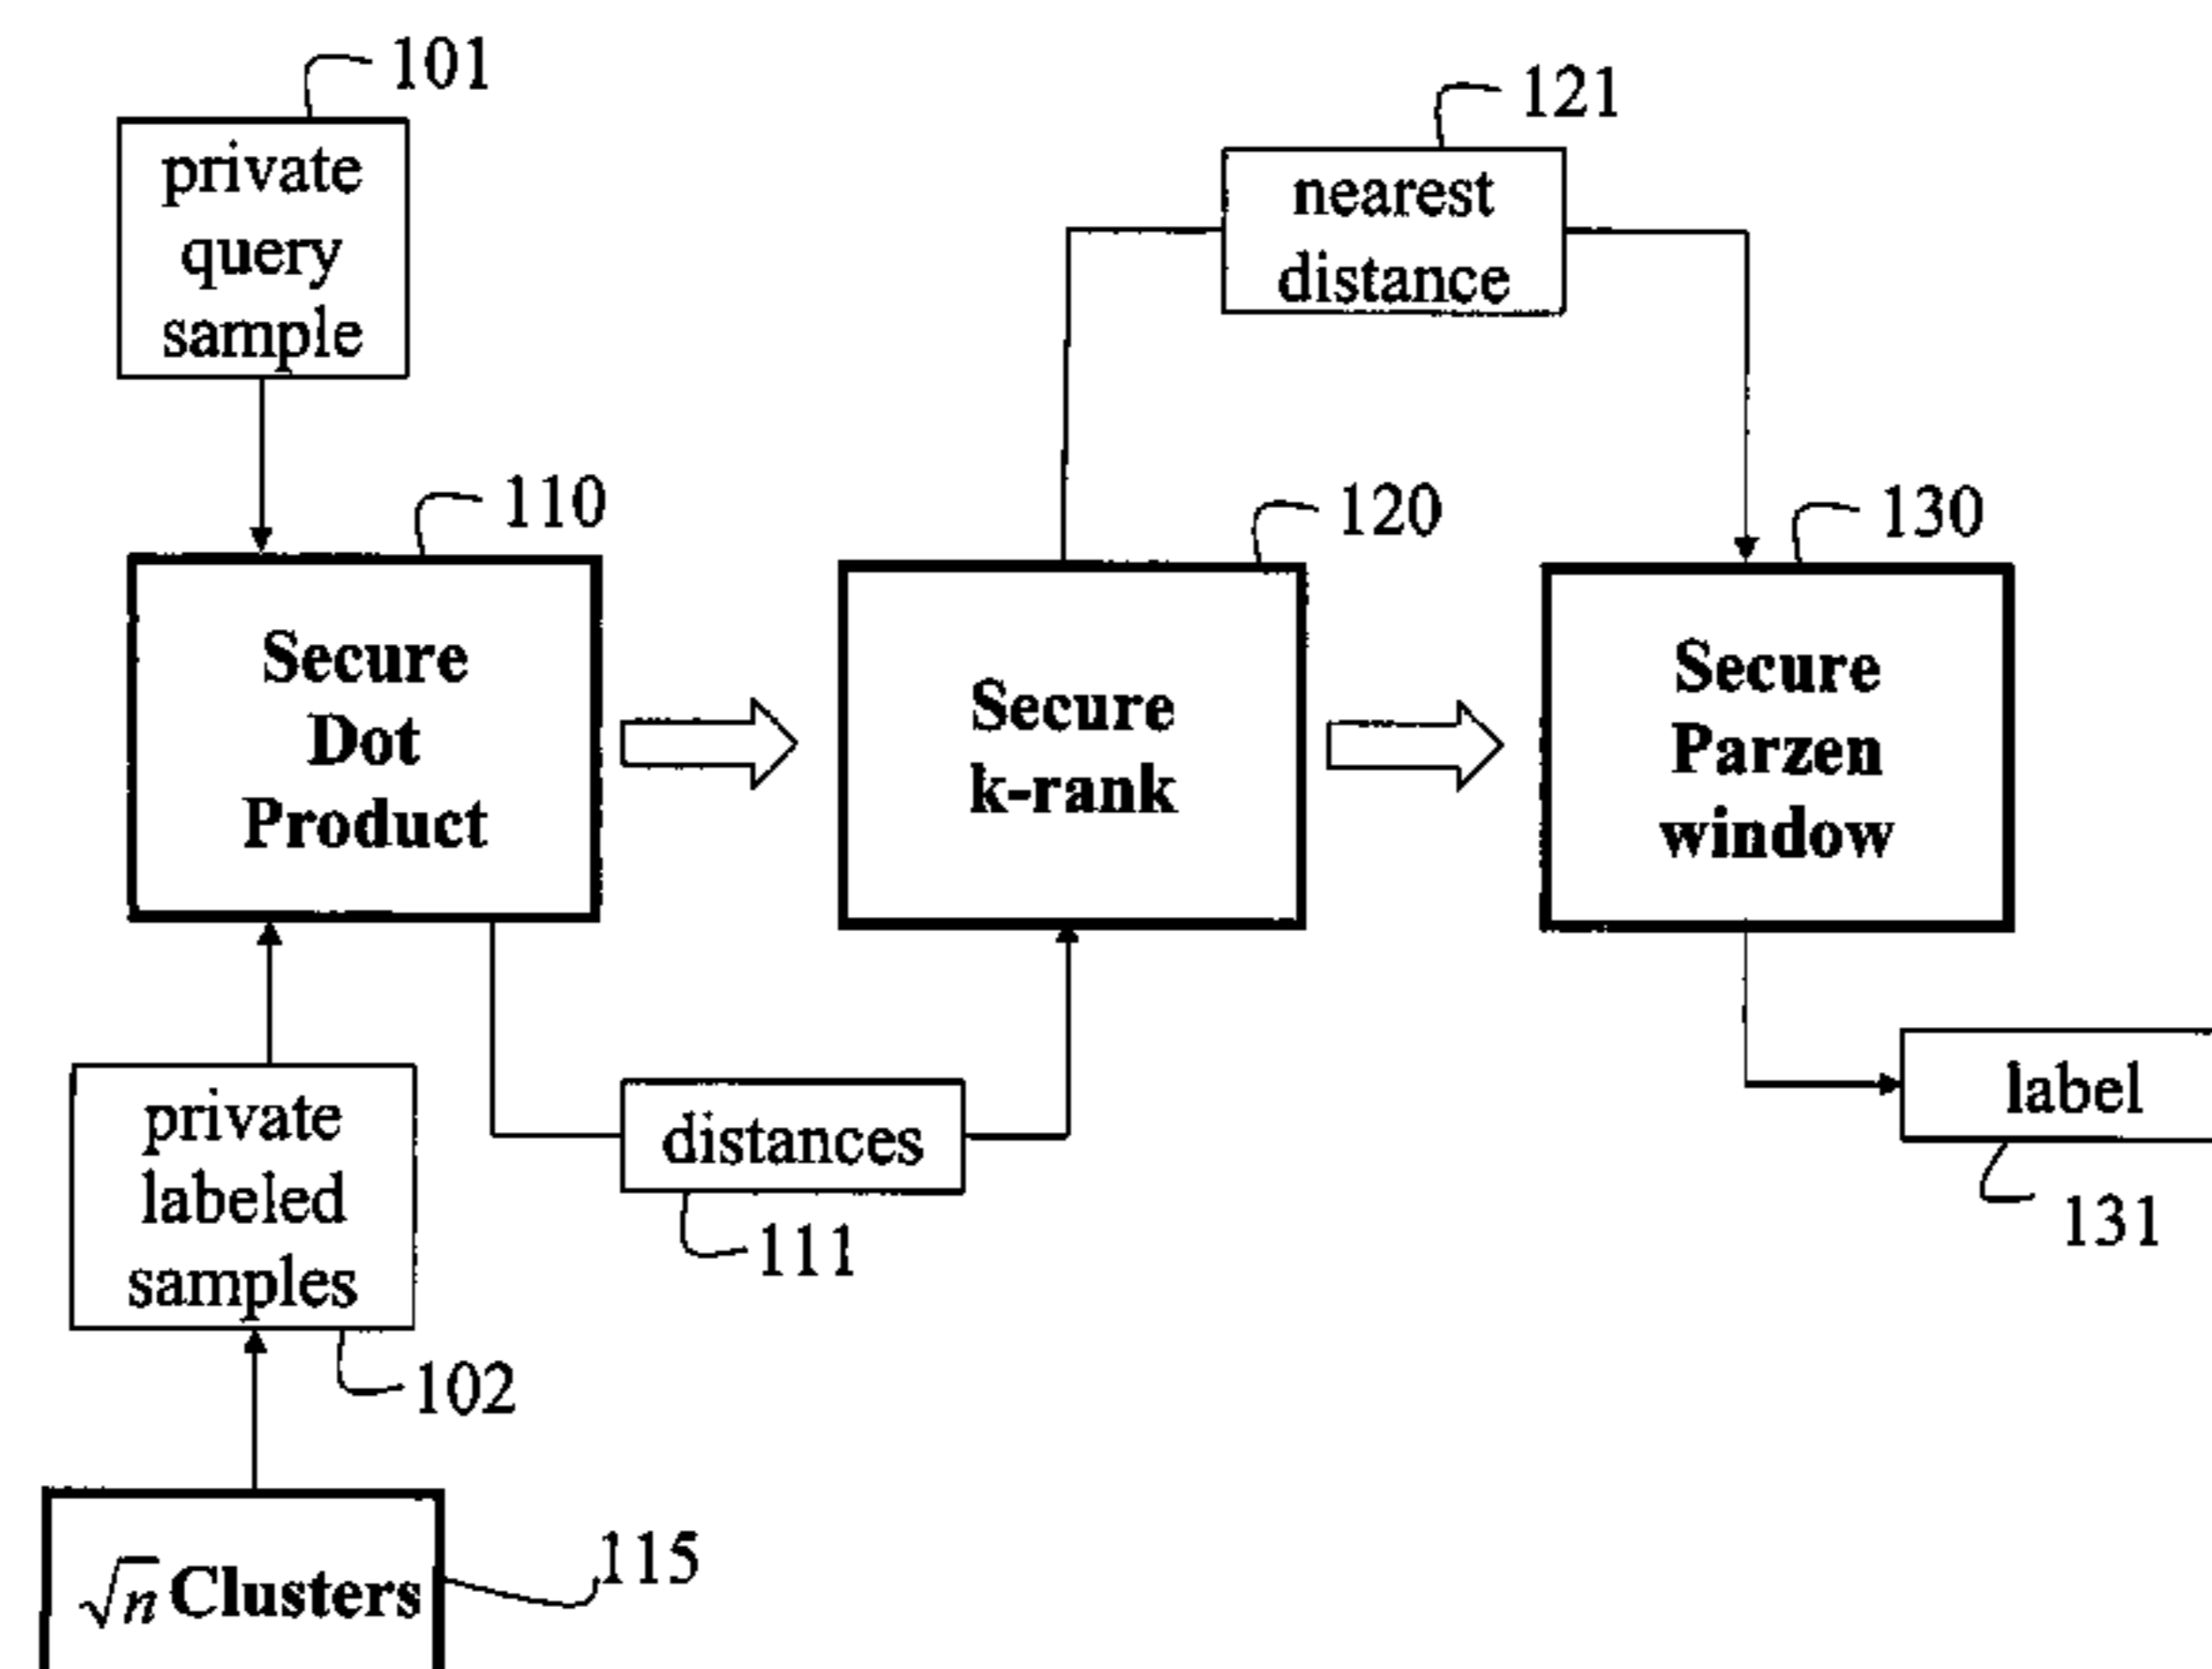 101
private
query
sample
121
nearest
distance
110
Secure
Dot
Product
120
Secure
k-rank
130
Secure
Parzen
window
private
labeled
samples
102
distances
111
label
131
√n Clusters
115